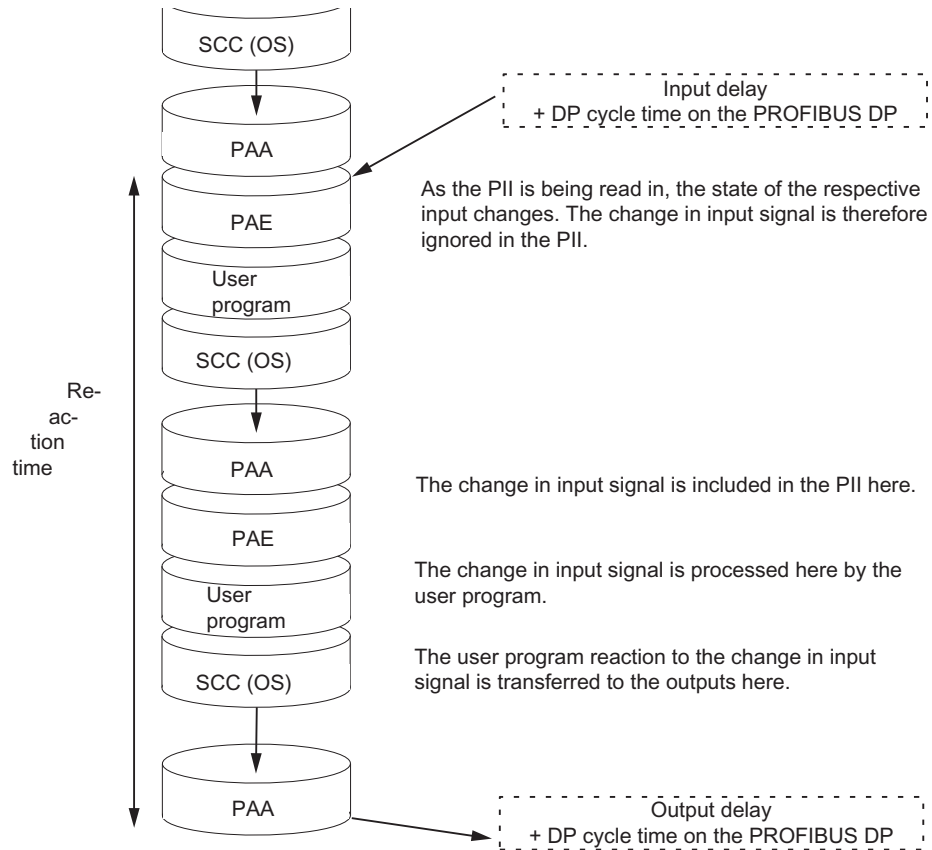 SCC (OS)
Input delay
+ DP cycle time on the PROFIBUS DP
PAA
As the PII is being read in, the state of the respective
input changes. The change in input signal is therefore
ignored in the PII.
PAE
User
program
SCC (OS)
Re-
ac-
tion
time
PAA
The change in input signal is included in the PII here.
PAE
The change in input signal is processed here by the
user program.
User
program
The user program reaction to the change in input
signal is transferred to the outputs here.
SCC (OS)
PAA
Output delay
+ DP cycle time on the PROFIBUS DP